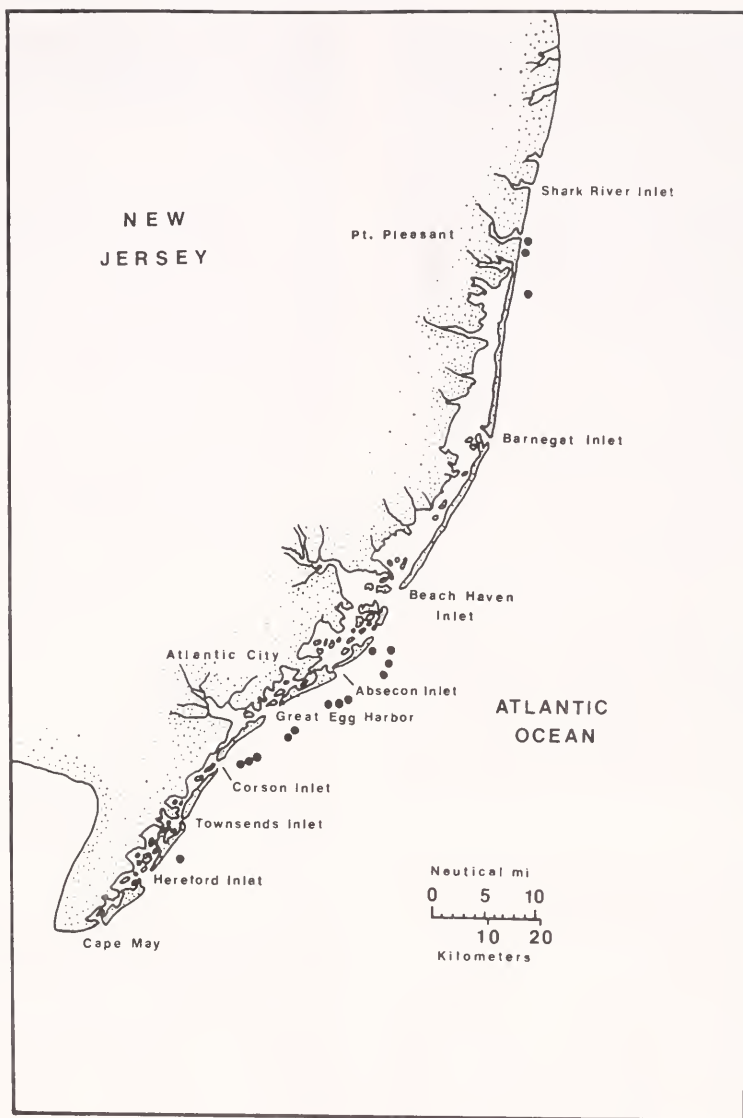 NEW
JERSEY
Shark River Inlet
Pt. Pleasant
Barnegat Inlet
Beach Haven
Inlet
Atlantic City
Absecon Inlet
Great Egg Harbor
ATLANTIC
OCEAN
Corson Inlet
Townsends Inlet
Hereford Inlet
Cape May
Nautical mi
0 5 10
10 20
Kilometers